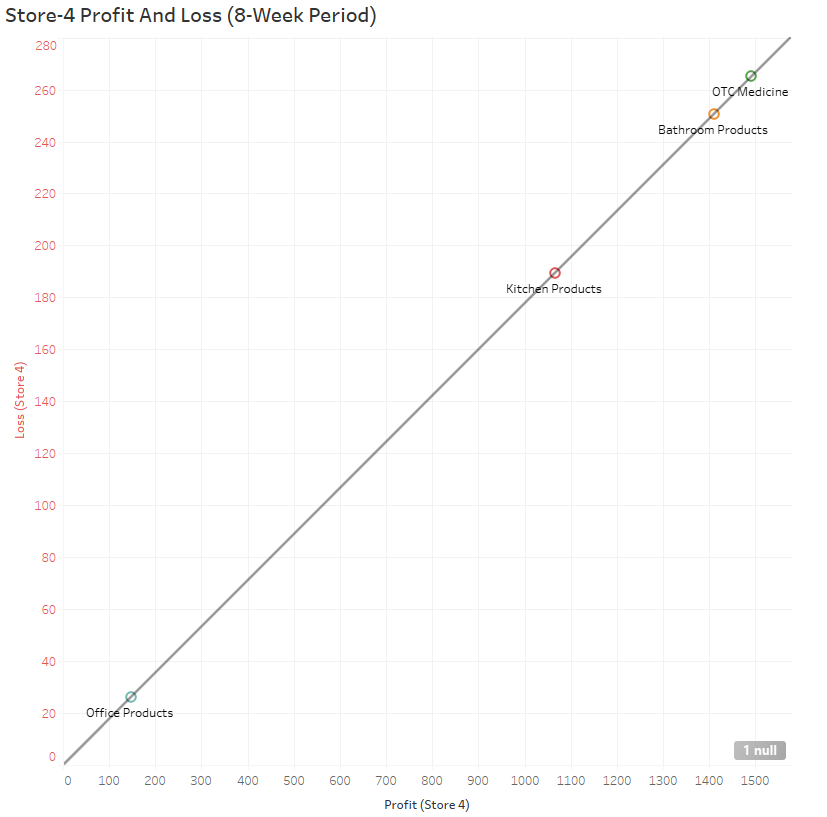 Store-4 Profit And Loss (8-Week Period)
280
260
240
220
200
180
160
140
120
100
80
60
40
20
0
Loss (Store 4)
OTC Medicine
Bathroom Products
Kitchen Products
Office Products
1 null
0 100 200 300 400 500 600 700 800 900 1000 1100 1200 1300 1400 1500
Profit (Store 4)